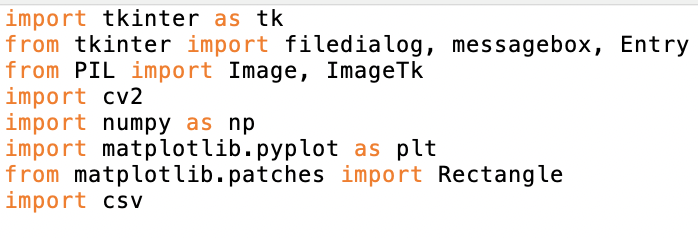 import tkinter as tk
from tkinter import filedialog, messagebox, Entry
from PIL import Image, ImageTk
import cv2
import numpy as np
import matplotlib.pyplot as plt
from matplotlib.patches import Rectangle
import csv